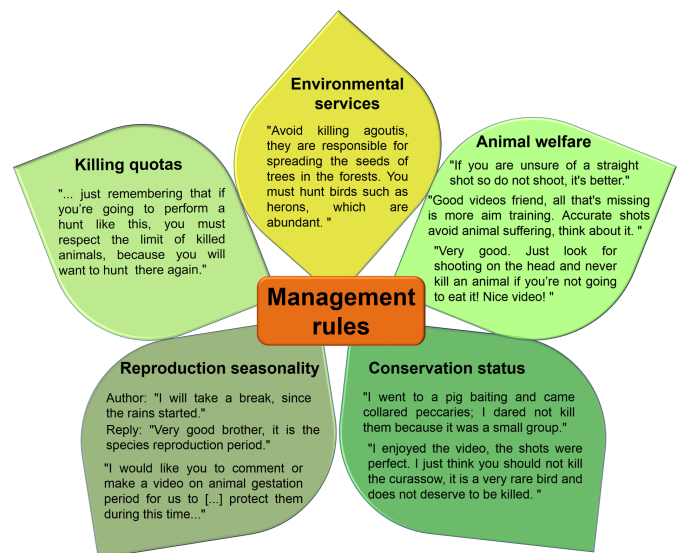 Environmental
services
"Avoid killing agoutis,
they are responsible for
spreading the seeds of
trees in the forests. You
must hunt birds such as
herons, which are
abundant. "
Killing quotas
"... just remembering that if
you're going to perform a
hunt like this, you must
respect the limit of killed
animals, because you will
want to hunt there again."
Animal welfare
"If you are unsure of a straight
shot so do not shoot, it's better."
"Good videos friend, all that's missing
is more aim training. Accurate shots
avoid animal suffering, think about it. "
"Very good. Just look for
shooting on the head and never
kill an animal if you're not going
to eat it! Nice video! "
Management
rules
Reproduction seasonality
Author: "I will take a break, since
the rains started."
Reply: "Very good brother, it is the
species reproduction period."
"I would like you to comment or
make a video on animal gestation
period for us to [...] protect them
during this time..."
Conservation status
"I went to a pig baiting and came
collared peccaries; I dared not kill
them because it was a small group."
"I enjoyed the video, the shots were
perfect. I just think you should not kill
the curassow, it is a very rare bird and
does not deserve to be killed. "